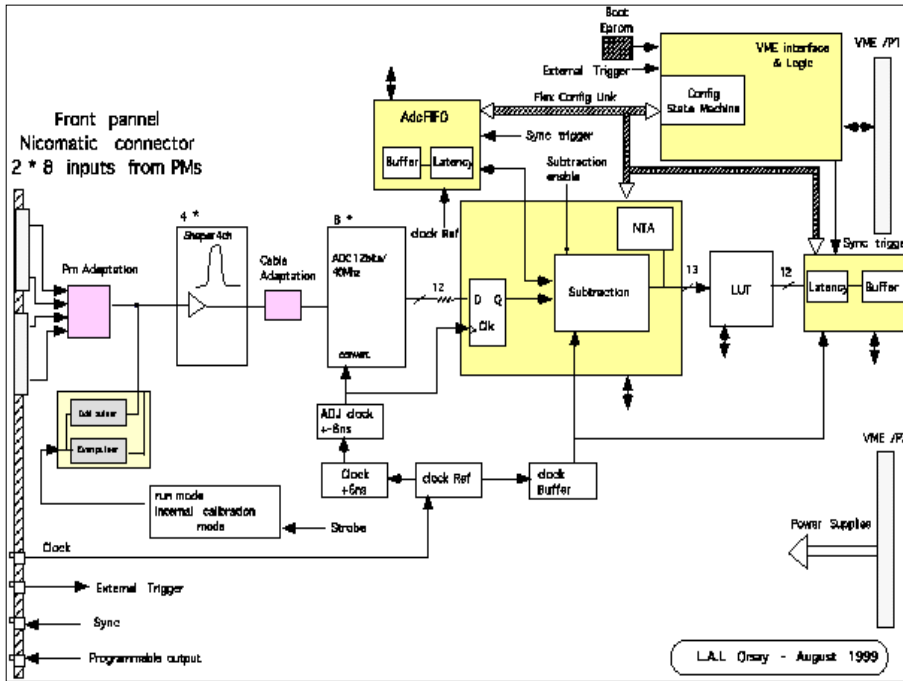 Boot
Eprom
VME interface
& Logic
VME /P1
External Trigger
Config
State Machine
Flex Config Link
AdcFIFO
Buffer
Latency
Sync trigger
Front pannel
Nicomatic connector
2 * 8 inputs from PMs
Subtraction
enable
4 *
Shaper 4ch
8 *
clock Ref
NTA
ADC 12bits/
40Mhz
Pm Adaptation
Cable
Adaptation
12
D Q
Clk
Subtraction
13
LUT
12
Sync trigger
Latency
Buffer
convert.
ADJ clock
+-8ns
VME /P2
Clock
+6ns
clock Ref
clock
Buffer
run mode
Internal calibration
mode
Strobe
Power Supplies
Clock
External Trigger
Sync
Programmable output
L.A.L Orsay - August 1999